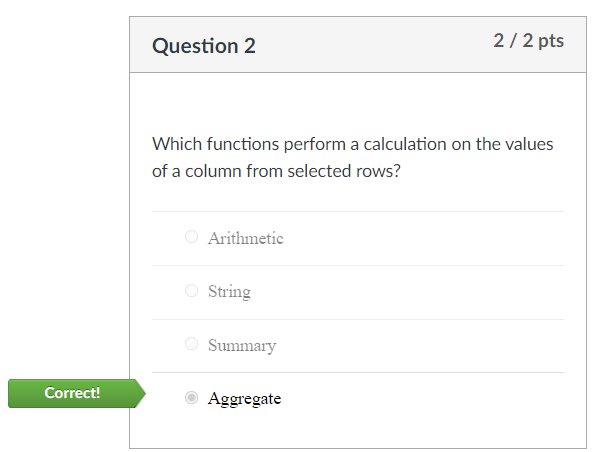 Question 2
2 / 2 pts
Which functions perform a calculation on the values
of a column from selected rows?
Arithmetic
String
Summary
Correct!
Aggregate